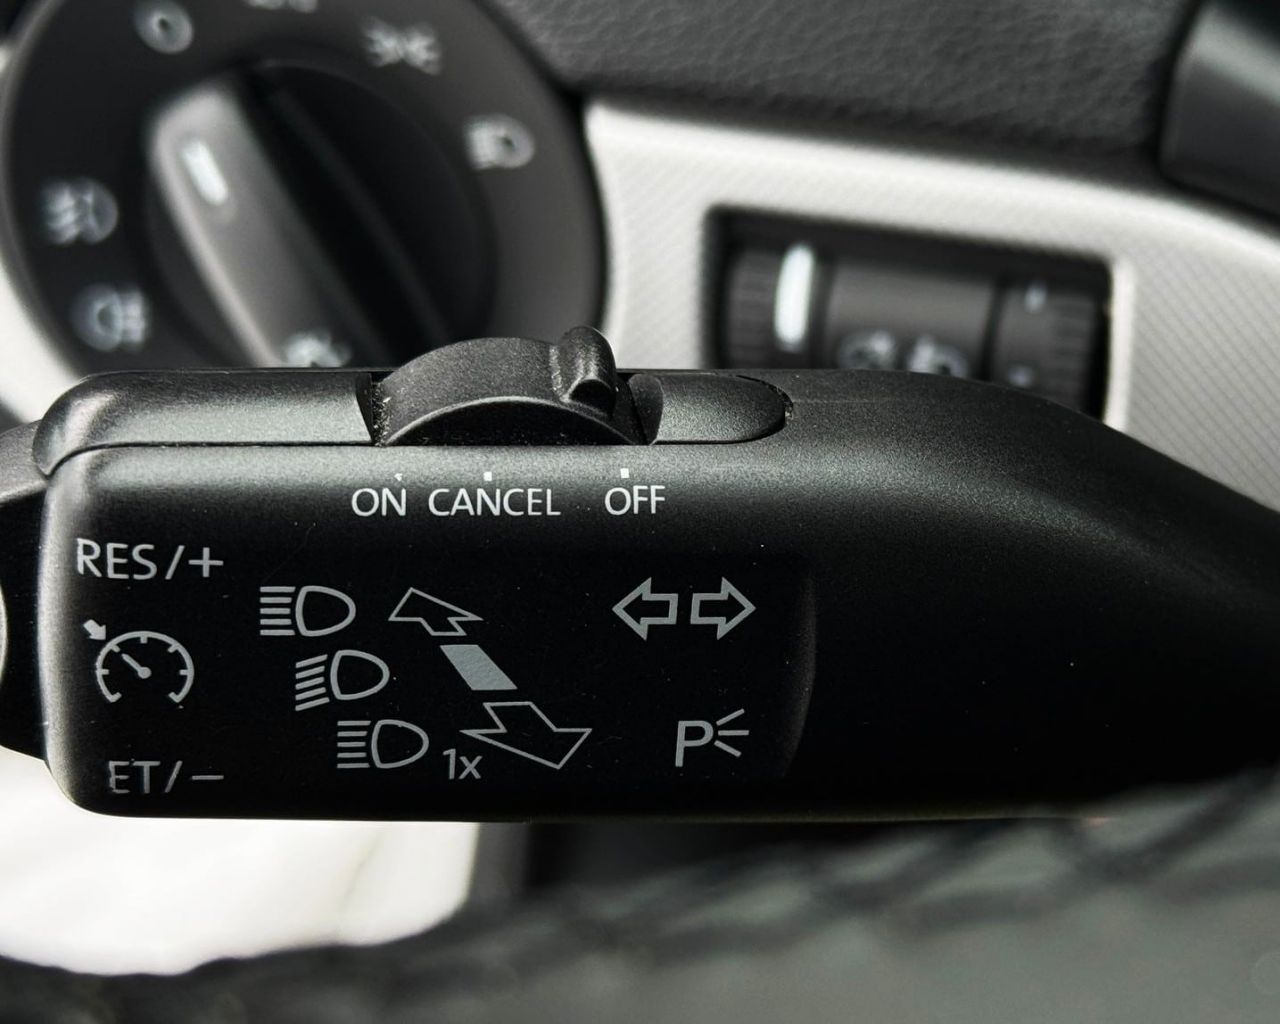 ON CANCEL OFF
RES/+
1x
P
ET/−